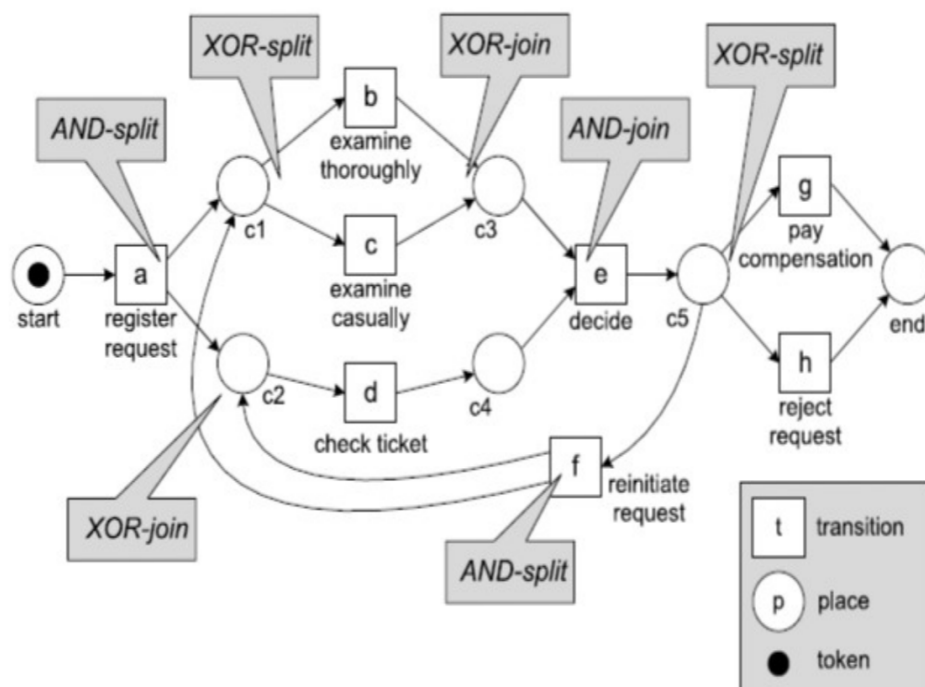 XOR-split
XOR-join
XOR-split
AND-split
AND-join
b
examine
thoroughly
g
pay
compensation
c1
c3
c
examine
casually
a
e
start
register
request
decide
c5
end
h
reject
request
c2
d
c4
check ticket
f
reinitiate
request
XOR-join
AND-split
t
transition
p
place
token